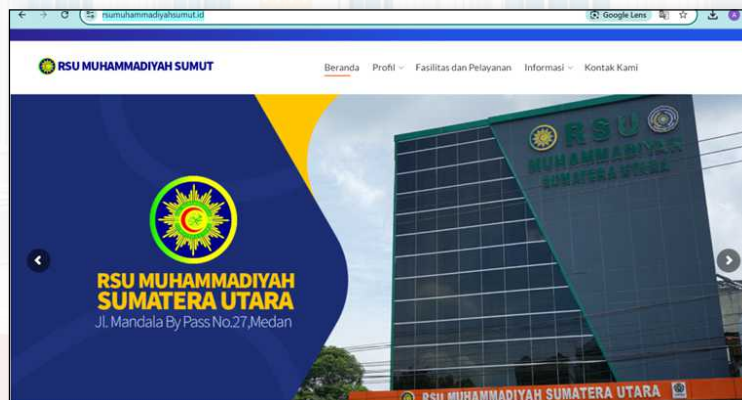 rsumuhammadiyahsumut.id
Google Lens
A
RSU MUHAMMADIYAH SUMUT
Beranda Profil Fasilitas dan Pelayanan Informasi Kontak Kami
RSU
MUHAMMADIYAH
SUMATERA UTARA
RSU MUHAMMADIYAH
SUMATERA UTARA
Jl. Mandala By Pass No.27,Medan
RSU MUHAMMADIYAH SUMATERA UTARA